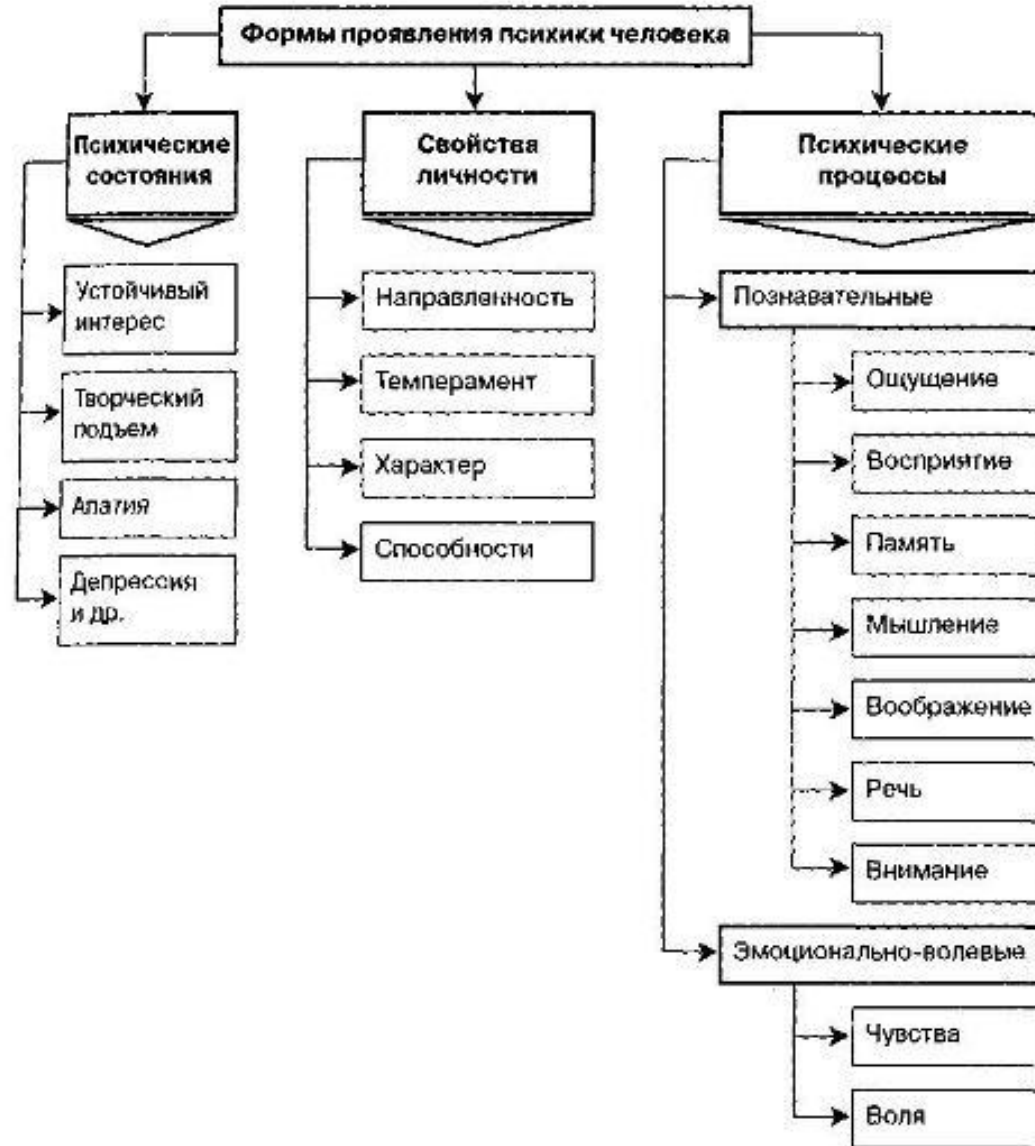 Формы проявления психики человека
Психические
состояния
Устойчивый
интерес
Творческий
подъем
Апатия
Депрессия
и др.
Свойства
личности
Направленность
Темперамент
Характер
Способности
Психические
процессы
Познавательные
Ощущение
Восприятие
Память
Мышление
Воображение
Речь
Внимание
Эмоционально-волевые
Чувства
Воля